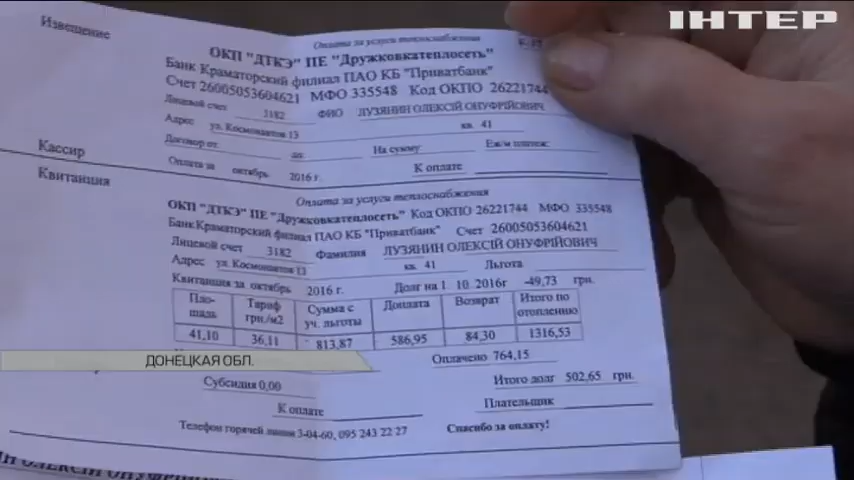 ІНТЕР
Извещение
Оплата за услуги теплоснабжения
ОКП "ДТКЭ" ПЕ "Дружковкатеплосеть"
Банк Краматорский филиал ПАО КБ "Приватбанк"
Счет 26005053604621 МФО 335548 Код ОКПО 26221744
Лицевой счет 3182 ФИО ЛУЗЯНИН ОЛЕКСІЙ ОНУФРІЙОВИЧ
Адрес ул. Космонавтов 13 кв. 41
Договор от: до: На сумму: Еж/м платеж:
Кассир
Оплата за октябрь 2016 г. К оплате
Квитанция
Оплата за услуги теплоснабжения
ОКП "ДТКЭ" ПЕ "Дружковкатеплосеть" Код ОКПО 26221744 МФО 335548
Банк Краматорский филиал ПАО КБ "Приватбанк" Счет 26005053604621
Лицевой счет 3182 Фамилия ЛУЗЯНИН ОЛЕКСІЙ ОНУФРІЙОВИЧ
Адрес ул. Космонавтов 13 кв. 41 Льгота
Квитанция за октябрь 2016 г. Долг на 1. 10. 2016г -49,73 грн.
Пло-щадь Тариф грн./м2 Сумма с уч. льготы Доплата Возврат Итого по отоплению
41,10 36,11 813,87 586,95 84,30 1316,53
ДОНЕЦКАЯ ОБЛ.
Оплачено 764,15
Субсидия 0,00 Итого долг 502,65 грн.
К оплате Плательщик
Телефон горячей линии 3-04-60, 095 243 22 27 Спасибо за оплату!